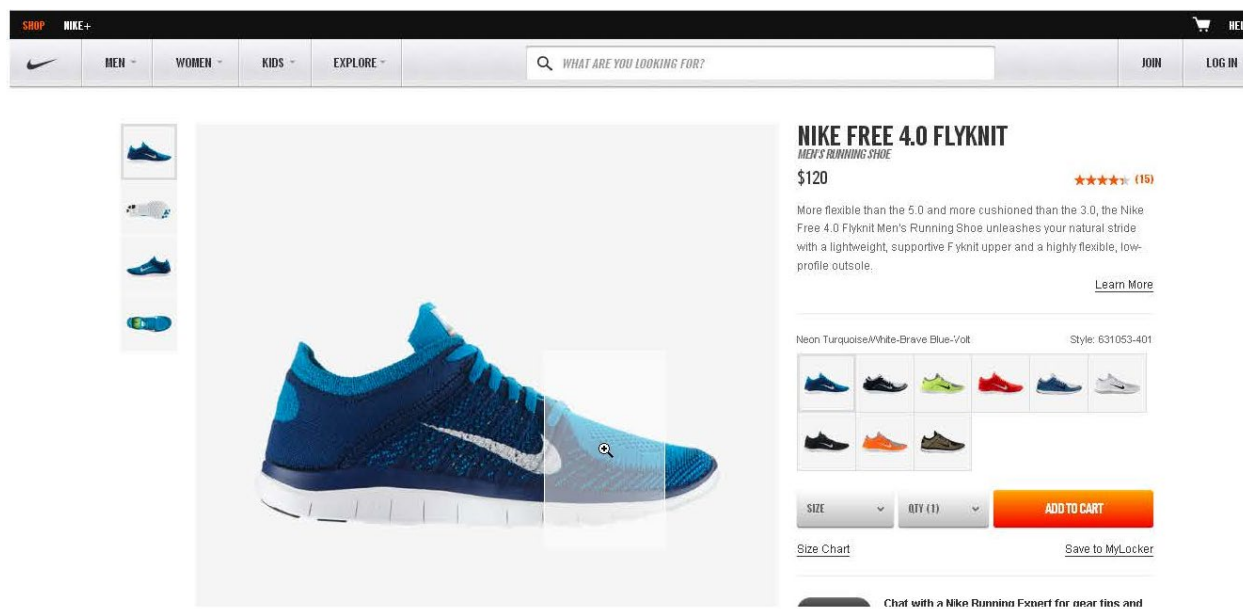 SHOP NIKE+ HEL
MEN WOMEN KIDS EXPLORE WHAT ARE YOU LOOKING FOR? JOIN LOG IN
NIKE FREE 4.0 FLYKNIT
MEN'S RUNNING SHOE
$120 (15)
More flexible than the 5.0 and more cushioned than the 3.0, the Nike
Free 4.0 Flyknit Men's Running Shoe unleashes your natural stride
with a lightweight, supportive F yknit upper and a highly flexible, low-
profile outsole.
Learn More
Neon Turquoise/White-Brave Blue-Volt Style: 631053-401
SIZE QTY (1) ADD TO CART
Size Chart Save to MyLocker
Chat with a Nike Running Expert for gear tips and